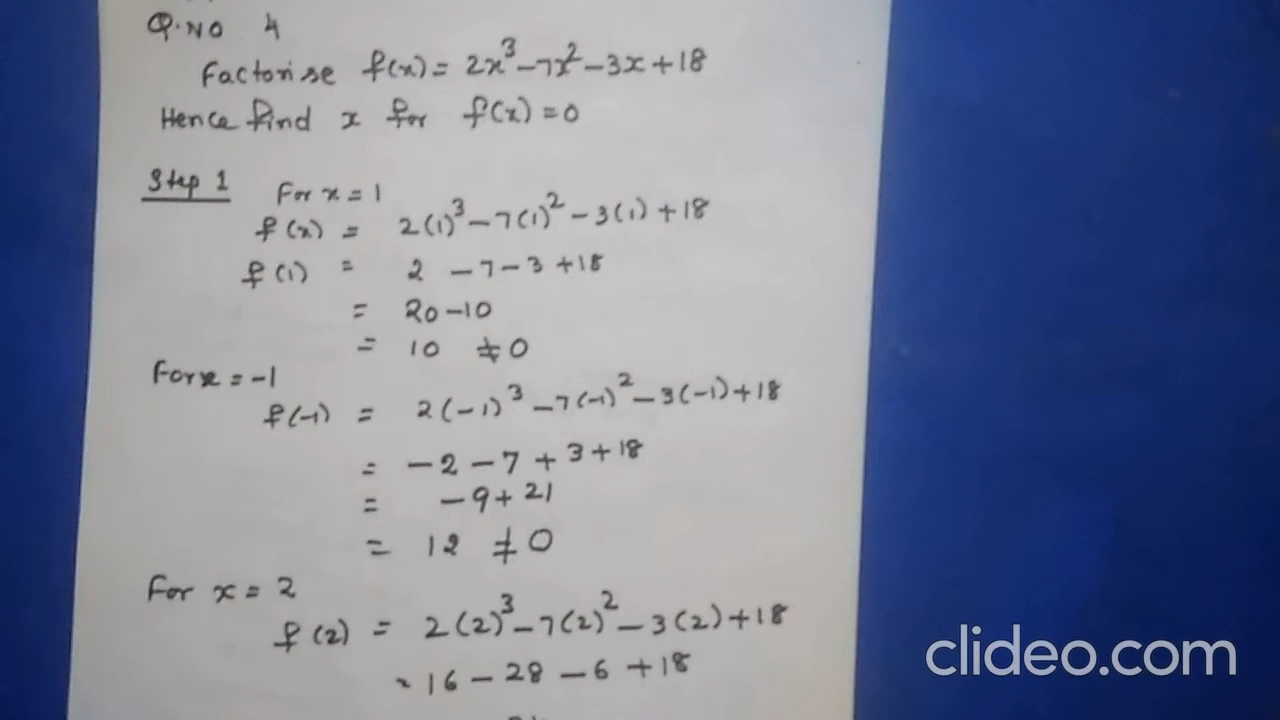 Q.NO 4
Factorise f(x) = 2x³ - 7x² - 3x + 18
Hence find x for f(x) = 0
Step 1 For x = 1
f(x) = 2(1)³ - 7(1)² - 3(1) + 18
f(1) = 2 - 7 - 3 + 18
= 20 - 10
= 10 ≠ 0
For x = -1
f(-1) = 2(-1)³ - 7(-1)² - 3(-1) + 18
= -2 - 7 + 3 + 18
= -9 + 21
= 12 ≠ 0
For x = 2
f(2) = 2(2)³ - 7(2)² - 3(2) + 18
= 16 - 28 - 6 + 18
clideo.com